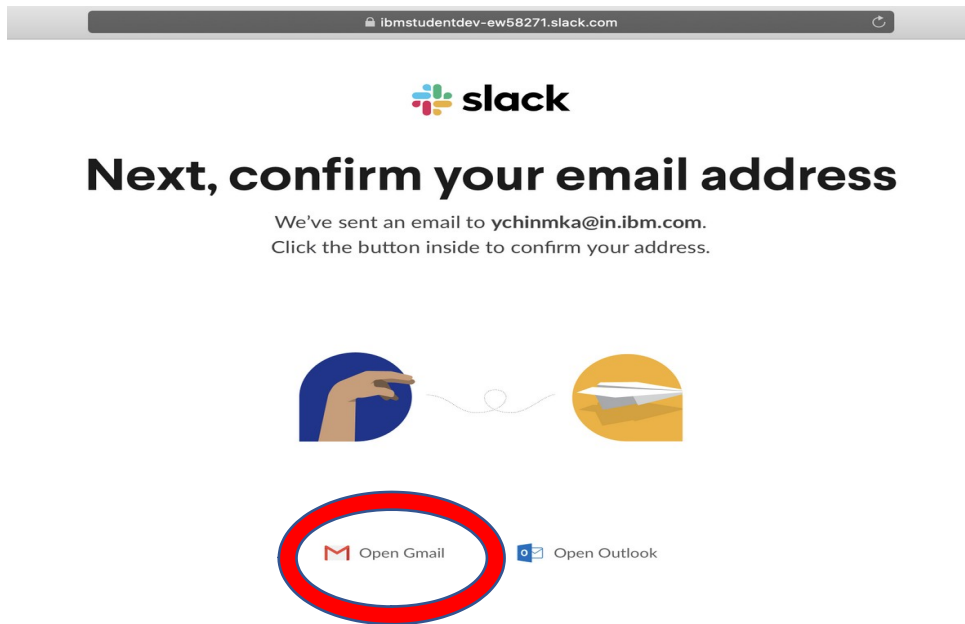 ibmstudentdev-ew58271.slack.com
slack
Next, confirm your email address
We've sent an email to ychinmka@in.ibm.com.
Click the button inside to confirm your address.
Open Gmail
Open Outlook